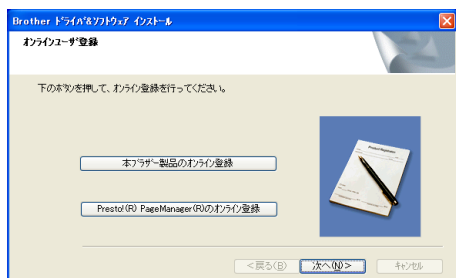 Brother ドライバ&ソフトウェア インストール
オンラインユーザ登録
下のボタンを押して、オンライン登録を行ってください。
本ブラザー製品のオンライン登録
Presto!(R) PageManager(R)のオンライン登録
<戻る(B)
次へ(N)>
キャンセル